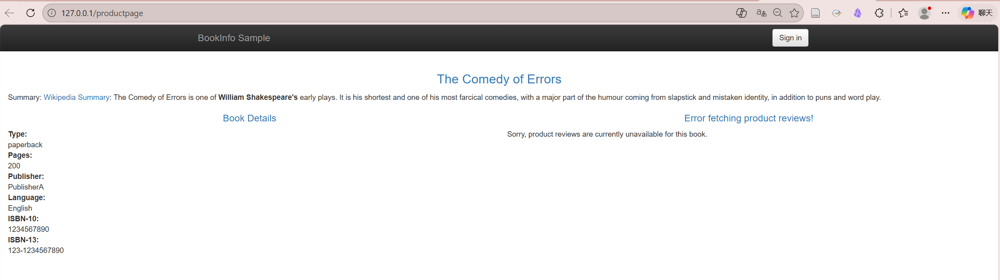 127.0.0.1/productpage
聊天
BookInfo Sample
Sign in
The Comedy of Errors
Summary: Wikipedia Summary: The Comedy of Errors is one of William Shakespeare's early plays. It is his shortest and one of his most farcical comedies, with a major part of the humour coming from slapstick and mistaken identity, in addition to puns and word play.
Book Details
Type:
paperback
Pages:
200
Publisher:
PublisherA
Language:
English
ISBN-10:
1234567890
ISBN-13:
123-1234567890
Error fetching product reviews!
Sorry, product reviews are currently unavailable for this book.